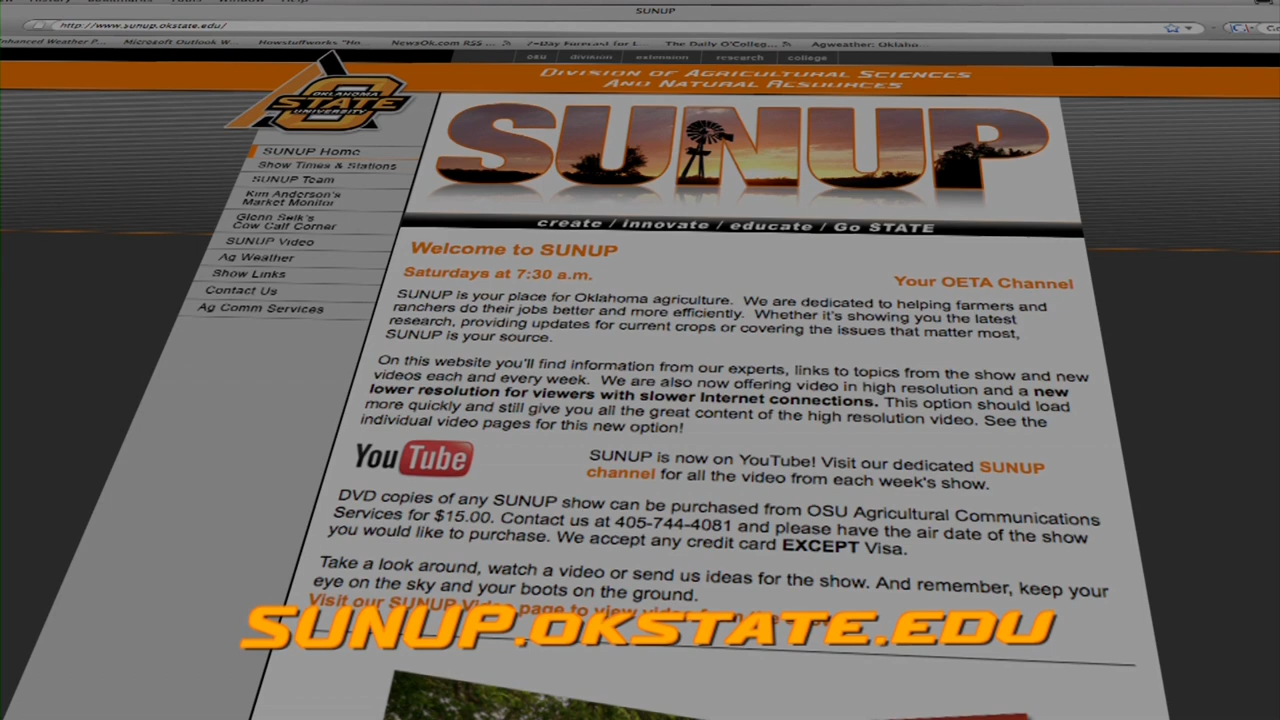 SUNUP
http://www.sunup.okstate.edu/
Enhanced Weather P... Microsoft Outlook W... Howstuffworks "Ho... NewsOk.com RSS ... 7-Day Forecast for L... The Daily O'Colleg... Agweather: Oklaho...
osu division extension research college
Division of Agricultural Sciences
And Natural Resources
OKLAHOMA
STATE
UNIVERSITY
SUNUP
create / innovate / educate / Go STATE
SUNUP Home
Show Times & Stations
SUNUP Team
Kim Anderson's
Market Monitor
Glenn Selk's
Cow Calf Corner
SUNUP Video
Ag Weather
Show Links
Contact Us
Ag Comm Services
Welcome to SUNUP
Saturdays at 7:30 a.m. Your OETA Channel
SUNUP is your place for Oklahoma agriculture. We are dedicated to helping farmers and
ranchers do their jobs better and more efficiently. Whether it's showing you the latest
research, providing updates for current crops or covering the issues that matter most,
SUNUP is your source.
On this website you'll find information from our experts, links to topics from the show and new
videos each and every week. We are also now offering video in high resolution and a new
lower resolution for viewers with slower Internet connections. This option should load
more quickly and still give you all the great content of the high resolution video. See the
individual video pages for this new option!
YouTube
SUNUP is now on YouTube! Visit our dedicated SUNUP
channel for all the video from each week's show.
DVD copies of any SUNUP show can be purchased from OSU Agricultural Communications
Services for $15.00. Contact us at 405-744-4081 and please have the air date of the show
you would like to purchase. We accept any credit card EXCEPT Visa.
Take a look around, watch a video or send us ideas for the show. And remember, keep your
eye on the sky and your boots on the ground.
Visit our SUNUP Video page to view video from the
SUNUP.OKSTATE.EDU